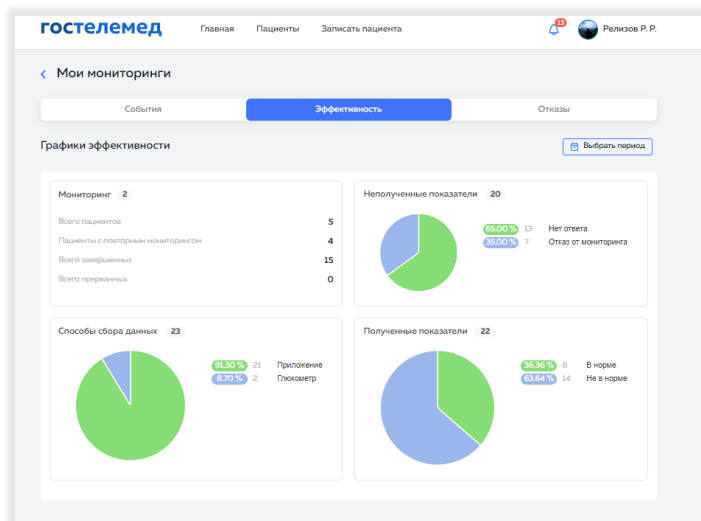 гостелемед Главная Пациенты Записать пациента 13 Релизов Р. Р.
Мои мониторинги
События Эффективность Отказы
Графики эффективности Выбрать период
Мониторинг 2
Всего пациентов 5
Пациенты с повторным мониторингом 4
Всего завершенных 15
Всего прерванных 0
Неполученные показатели 20
65.00 % 13 Нет ответа
35.00 % 7 Отказ от мониторинга
Способы сбора данных 23
91.30 % 21 Приложение
8.70 % 2 Глюкометр
Полученные показатели 22
36.36 % 8 В норме
63.64 % 14 Не в норме